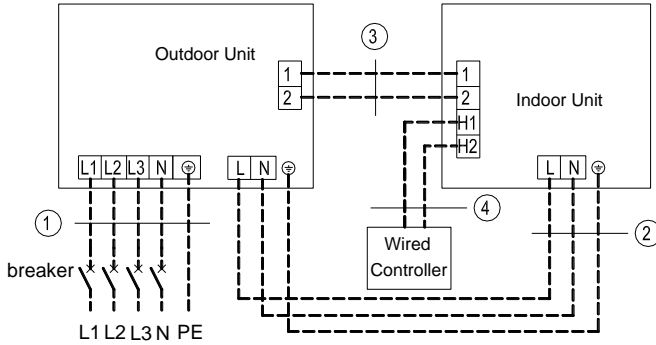 3
Outdoor Unit
1
2
1
2
H1
H2
Indoor Unit
L1 L2 L3 N
L N
L N
1
4
2
Wired
Controller
breaker
L1 L2 L3 N PE